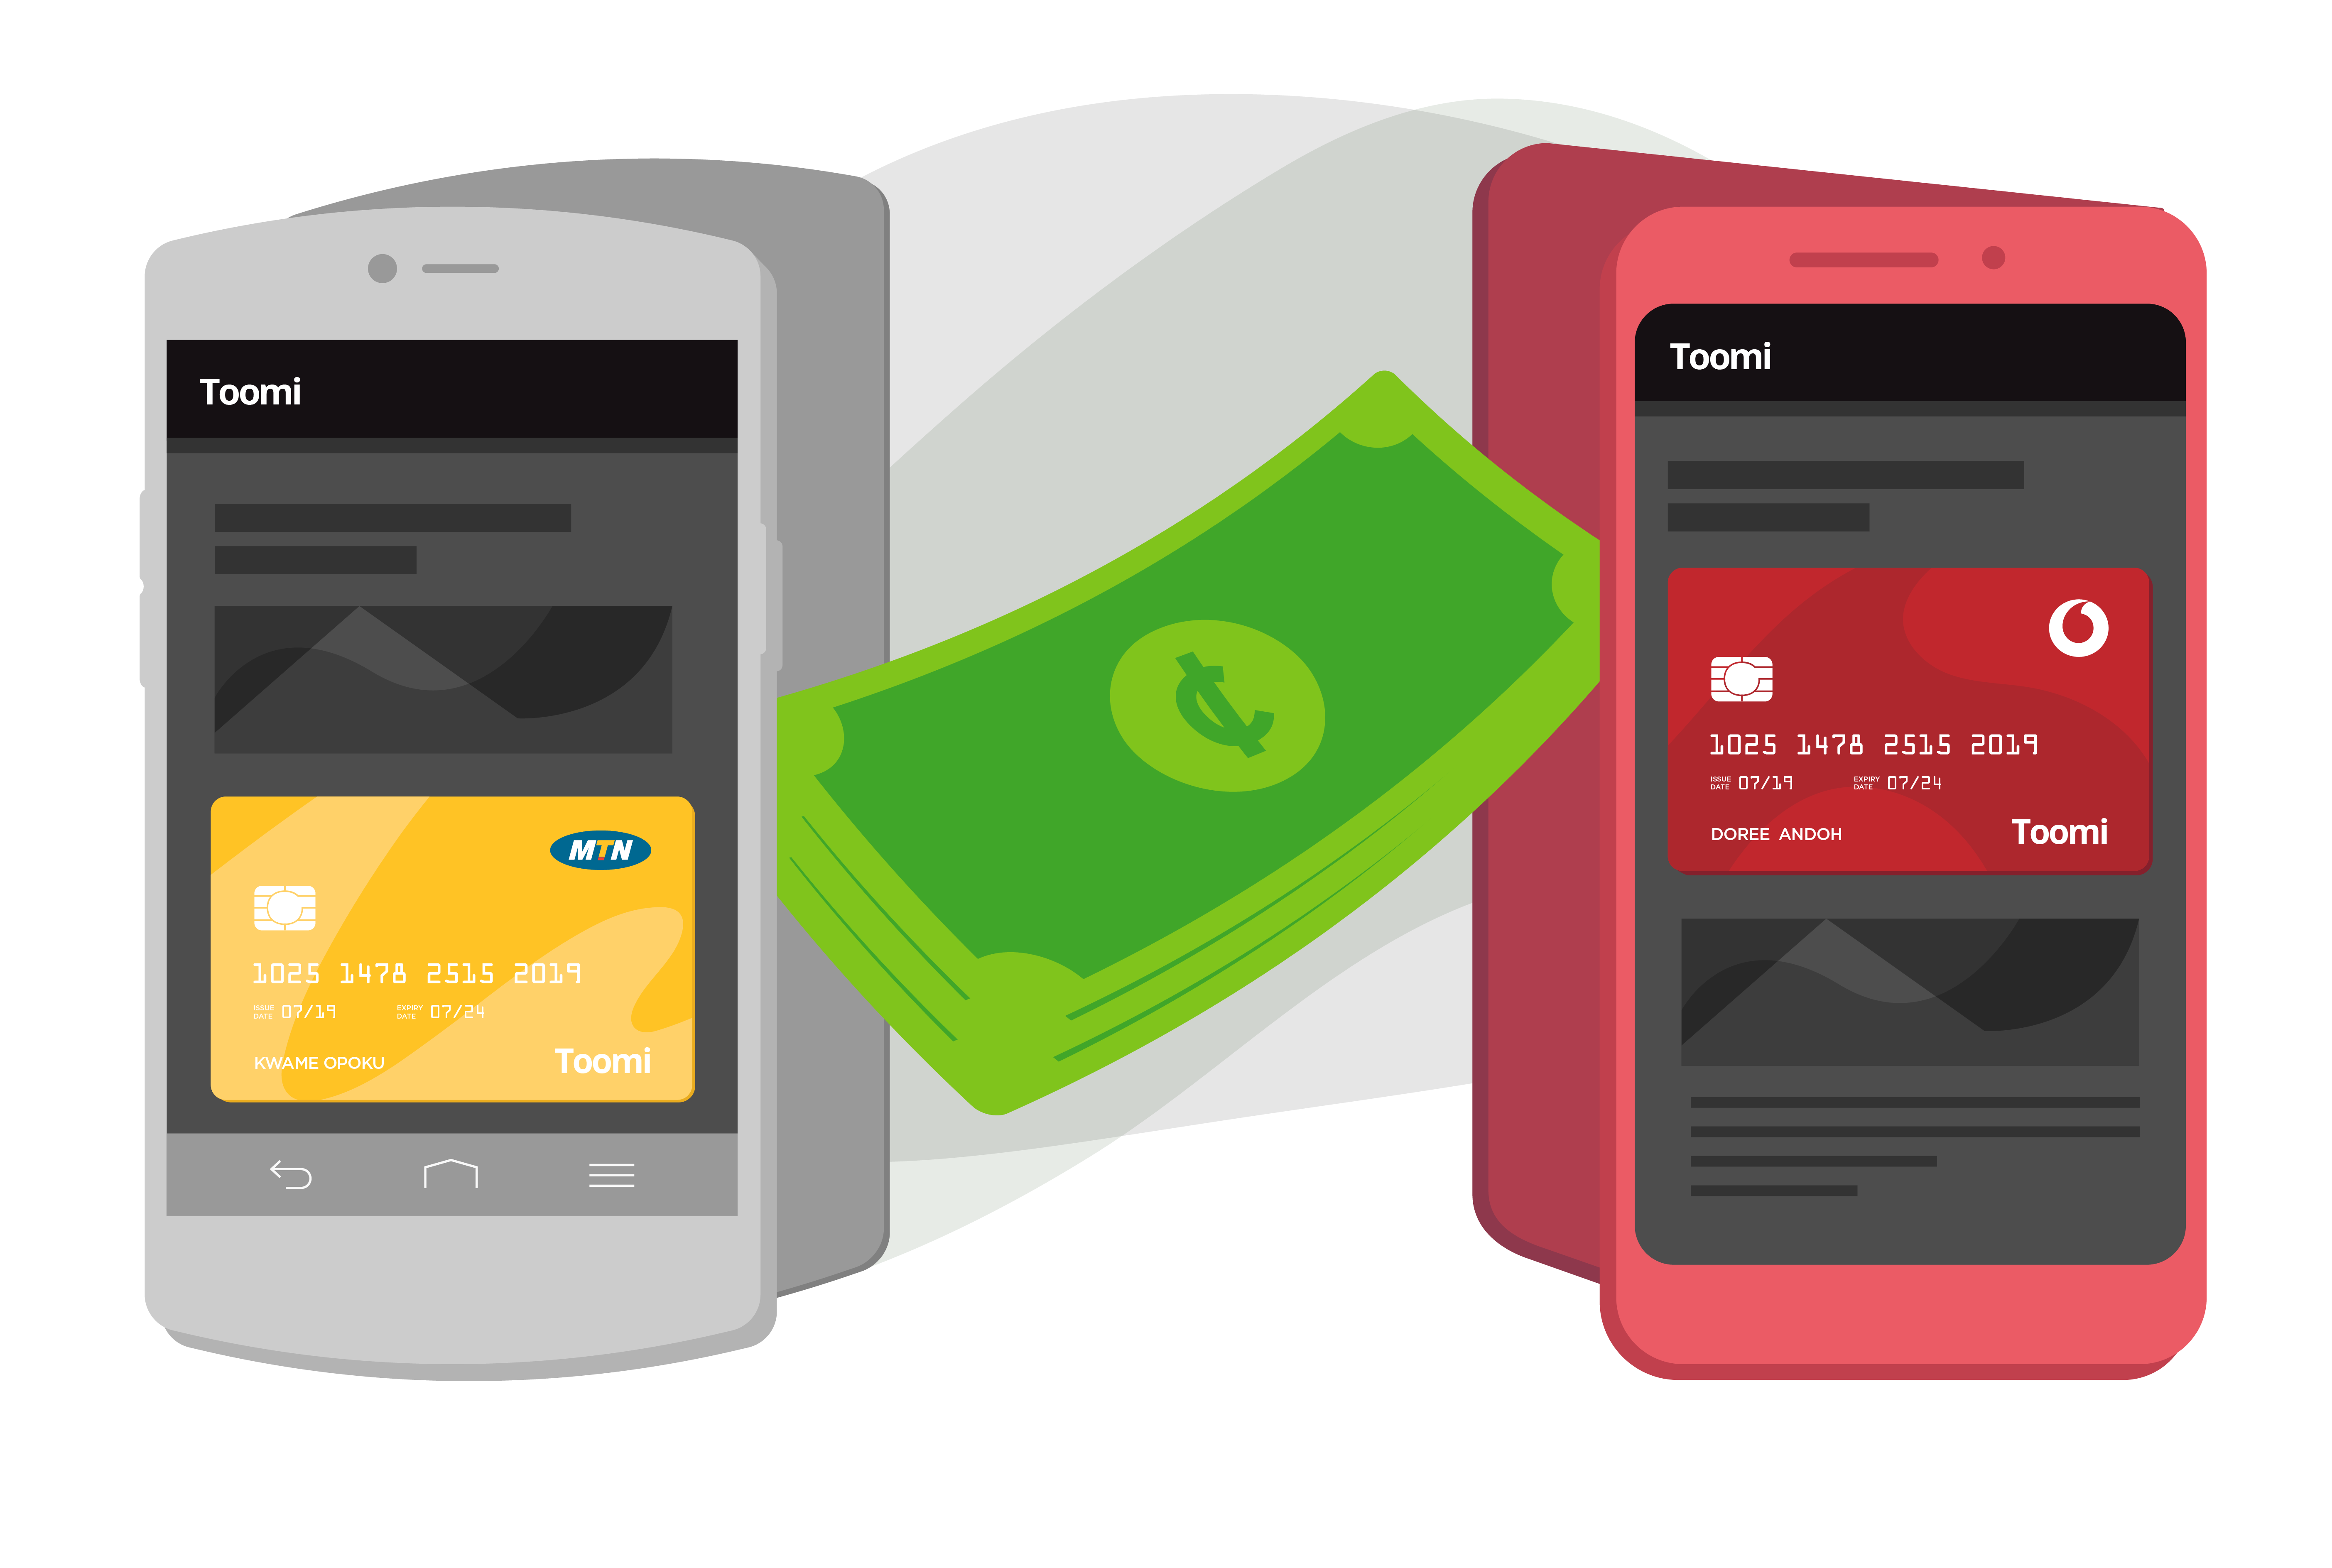 Toomi
MTN
1025 1478 2515 2019
ISSUE DATE 07/19 EXPIRY DATE 07/24
KWAME OPOKU Toomi
₵
Toomi
1025 1478 2515 2019
ISSUE DATE 07/19 EXPIRY DATE 07/24
DOREE ANDOH Toomi